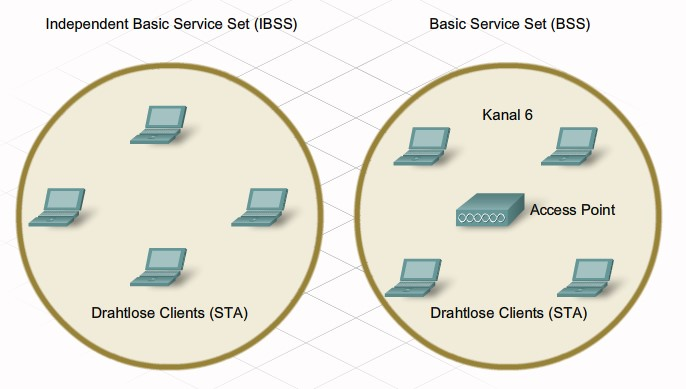 Independent Basic Service Set (IBSS)
Basic Service Set (BSS)
Kanal 6
Access Point
Drahtlose Clients (STA)
Drahtlose Clients (STA)